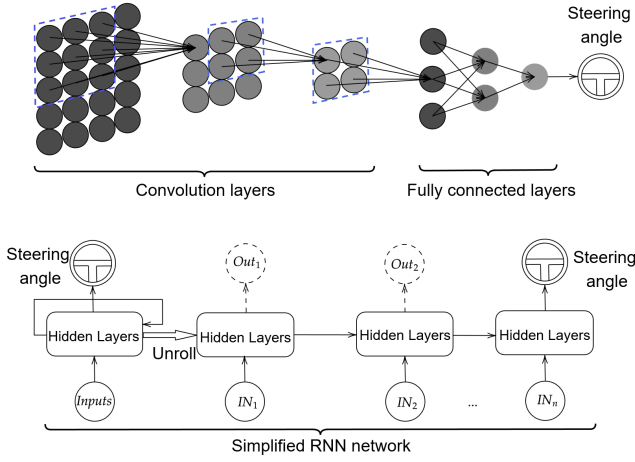 Steering
angle
Convolution layers
Fully connected layers
Steering
angle
Out1
Out2
Steering
angle
Hidden Layers
Hidden Layers
Hidden Layers
Hidden Layers
Unroll
Inputs
IN1
IN2
...
INn
Simplified RNN network